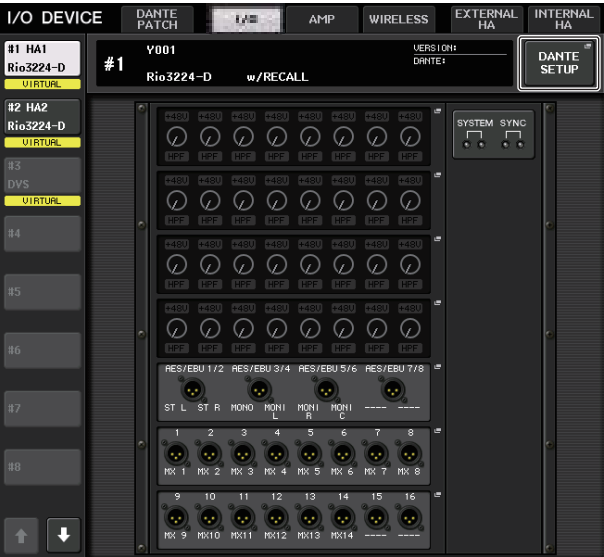 I/O DEVICE
DANTE PATCH
I/O
AMP
WIRELESS
EXTERNAL HA
INTERNAL HA
#1 HA1
Rio3224-D
VIRTUAL
#2 HA2
Rio3224-D
VIRTUAL
#3
DVS
VIRTUAL
#4
#5
#6
#7
#8
#1
Y001
Rio3224-D w/RECALL
VERSION:
DANTE:
DANTE SETUP
+48V +48V +48V +48V +48V +48V +48V +48V
HPF HPF HPF HPF HPF HPF HPF HPF
+48V +48V +48V +48V +48V +48V +48V +48V
HPF HPF HPF HPF HPF HPF HPF HPF
+48V +48V +48V +48V +48V +48V +48V +48V
HPF HPF HPF HPF HPF HPF HPF HPF
+48V +48V +48V +48V +48V +48V +48V +48V
HPF HPF HPF HPF HPF HPF HPF HPF
AES/EBU 1/2 AES/EBU 3/4 AES/EBU 5/6 AES/EBU 7/8
ST L ST R MONO MONI L MONI R MONI C ---- ----
1 2 3 4 5 6 7 8
MX 1 MX 2 MX 3 MX 4 MX 5 MX 6 MX 7 MX 8
9 10 11 12 13 14 15 16
MX 9 MX10 MX11 MX12 MX13 MX14 ---- ----
SYSTEM SYNC